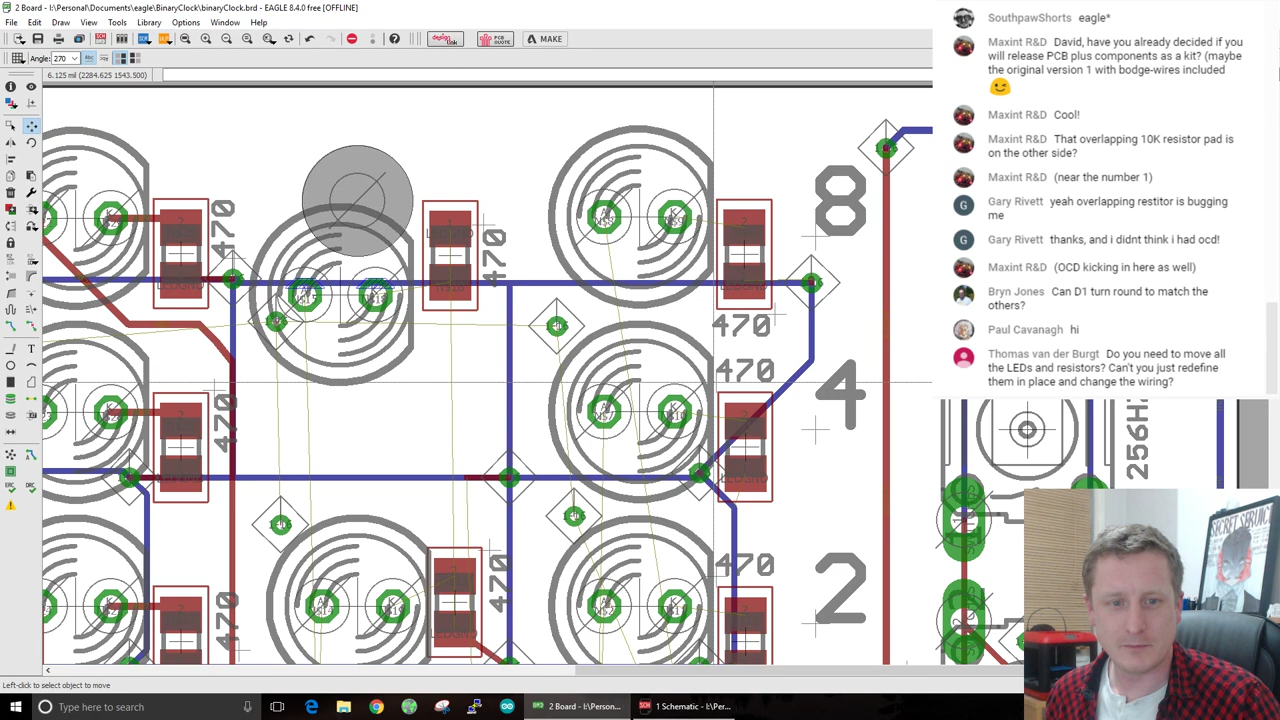 2 Board - I:\Personal\Documents\eagle\BinaryClock\binaryClock.brd - EAGLE 8.4.0 free [OFFLINE]
File Edit Draw View Tools Library Options Window Help
design link
PCB QUOTE
MAKE
Angle: 270
6.125 mil (2284.625 1543.500)
470
470
470
470
8
470
470
4
470
470
470
2
256H
Left-click to select object to move
Type here to search
2 Board - I:\Person...
1 Schematic - I:\Per...
SouthpawShorts eagle*
Maxint R&D David, have you already decided if you
will release PCB plus components as a kit? (maybe
the original version 1 with bodge-wires included
Maxint R&D Cool!
Maxint R&D That overlapping 10K resistor pad is
on the other side?
Maxint R&D (near the number 1)
Gary Rivett yeah overlapping restitor is bugging
me
Gary Rivett thanks, and i didnt think i had ocd!
Maxint R&D (OCD kicking in here as well)
Bryn Jones Can D1 turn round to match the
others?
Paul Cavanagh hi
Thomas van der Burgt Do you need to move all
the LEDs and resistors? Can't you just redefine
them in place and change the wiring?
SECRET SERVICE